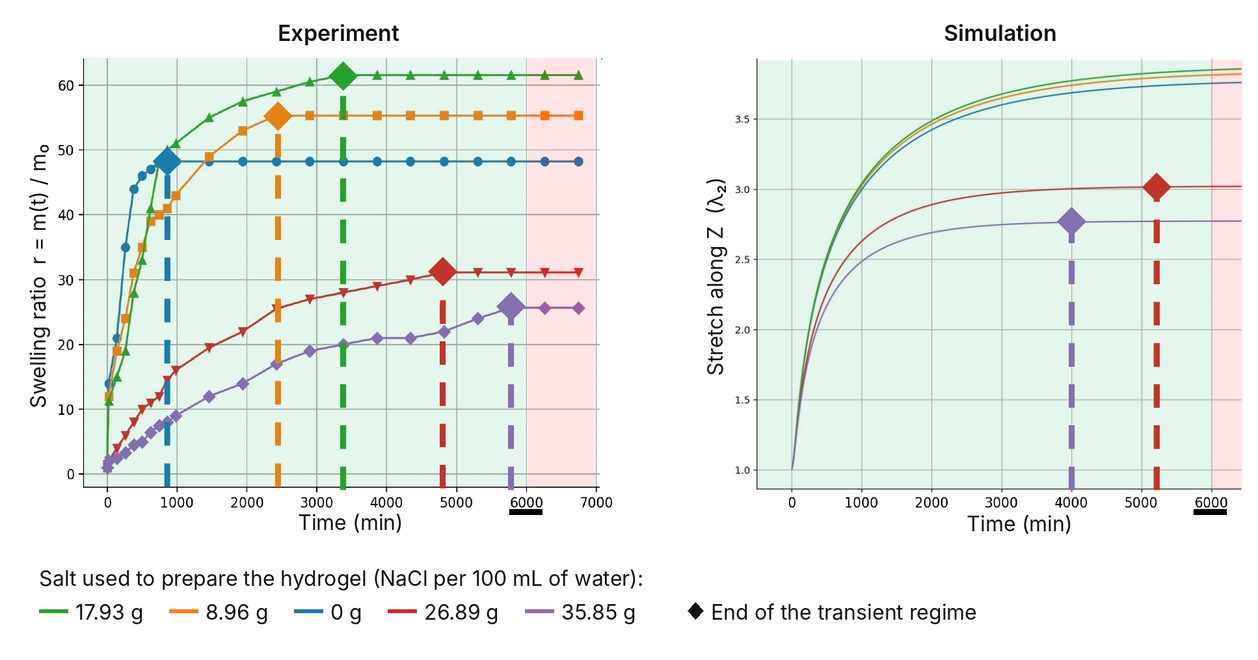 Experiment
Swelling ratio r = m(t) / m₀
60
50
40
30
20
10
0
0 1000 2000 3000 4000 5000 6000 7000
Time (min)
Simulation
Stretch along Z (λ₂)
3.5
3.0
2.5
2.0
1.5
1.0
0 1000 2000 3000 4000 5000 6000
Time (min)
Salt used to prepare the hydrogel (NaCl per 100 mL of water):
17.93 g 8.96 g 0 g 26.89 g 35.85 g
End of the transient regime